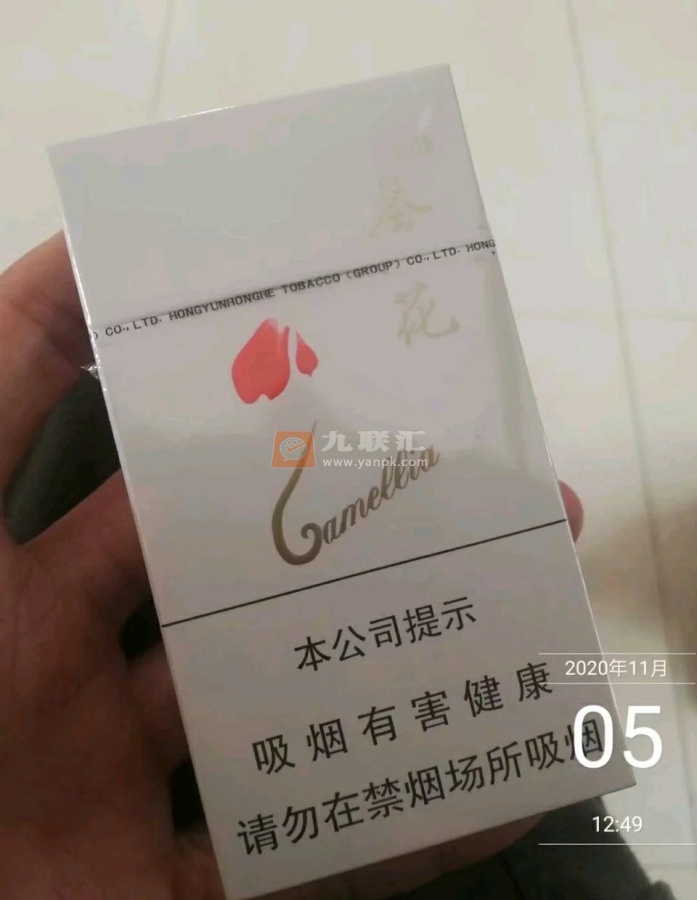 茶
) CO., LTD. HONGYUNHONGHE TOBACCO (GROUP) CO., LTD. HONG
花
九联汇
www.yanpk.com
Camellia
本公司提示
吸烟有害健康
请勿在禁烟场所吸烟
2020年11月
05
12:49